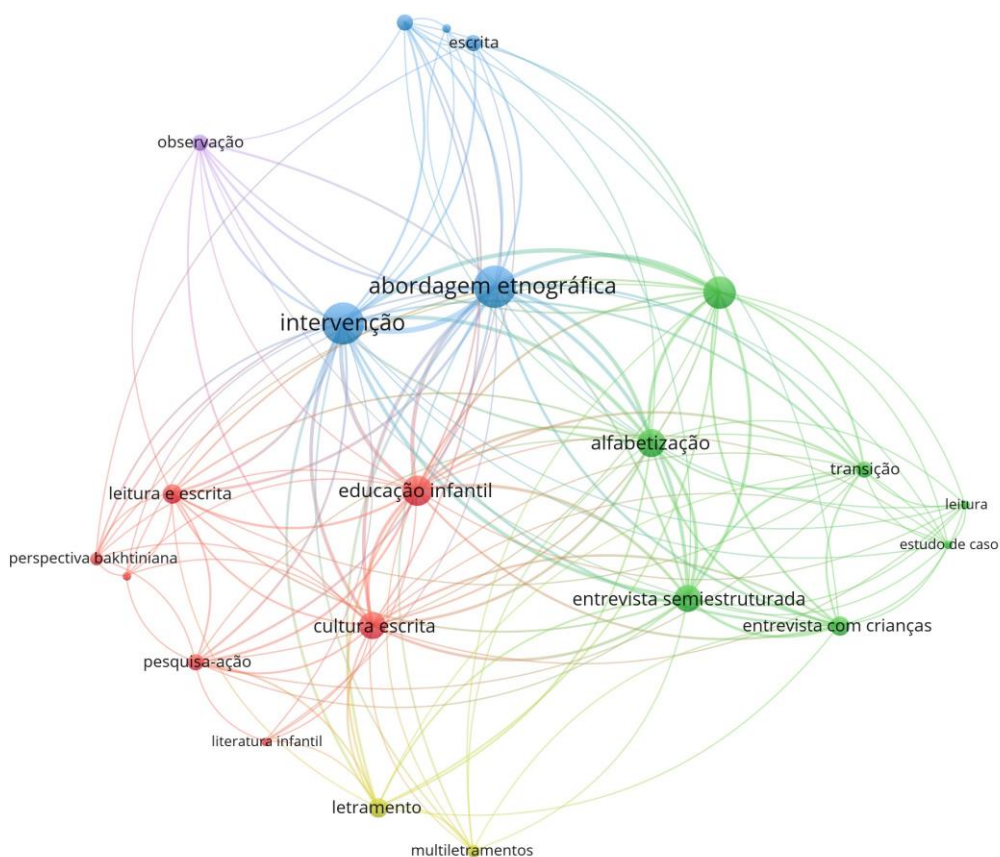 escrita
observação
abordagem etnográfica
intervenção
alfabetização
transição
educação infantil
leitura e escrita
leitura
estudo de caso
perspectiva bakhtiniana
entrevista semiestruturada
cultura escrita
entrevista com crianças
pesquisa-ação
literatura infantil
letramento
multiletramentos